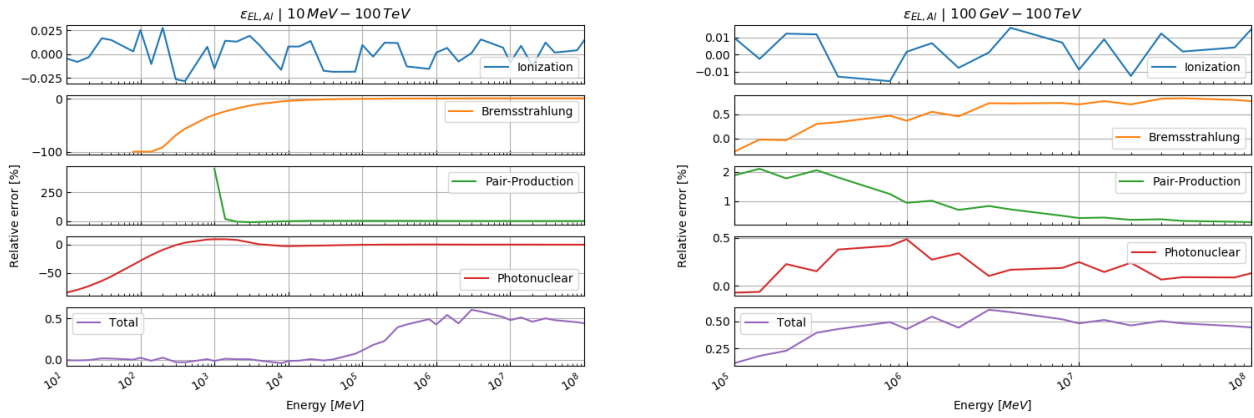 ε_{EL, Al} | 10 MeV − 100 TeV
0.025
0.000
−0.025
Ionization
0
−100
Bremsstrahlung
250
0
Pair-Production
0
−50
Photonuclear
0.5
0.0
Total
Relative error [%]
10^1 10^2 10^3 10^4 10^5 10^6 10^7 10^8
Energy [MeV]
ε_{EL, Al} | 100 GeV − 100 TeV
0.01
0.00
−0.01
Ionization
0.5
0.0
Bremsstrahlung
2
1
Pair-Production
0.5
0.0
Photonuclear
0.50
0.25
Total
Relative error [%]
10^5 10^6 10^7 10^8
Energy [MeV]